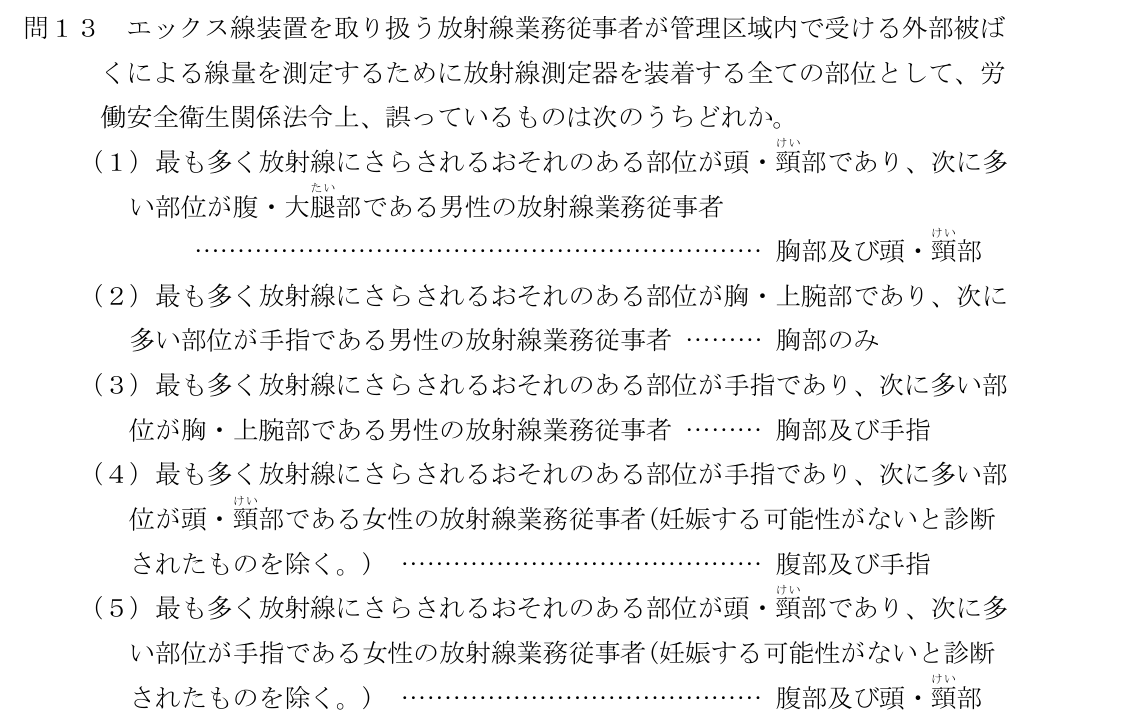 問13　エックス線装置を取り扱う放射線業務従事者が管理区域内で受ける外部被ば
くによる線量を測定するために放射線測定器を装着する全ての部位として、労
働安全衛生関係法令上、誤っているものは次のうちどれか。
けい
（1）最も多く放射線にさらされるおそれのある部位が頭・頸部であり、次に多
たい
い部位が腹・大腿部である男性の放射線業務従事者
けい
……………………………………………………………… 胸部及び頭・頸部
（2）最も多く放射線にさらされるおそれのある部位が胸・上腕部であり、次に
多い部位が手指である男性の放射線業務従事者 ……… 胸部のみ
（3）最も多く放射線にさらされるおそれのある部位が手指であり、次に多い部
位が胸・上腕部である男性の放射線業務従事者 ……… 胸部及び手指
（4）最も多く放射線にさらされるおそれのある部位が手指であり、次に多い部
けい
位が頭・頸部である女性の放射線業務従事者(妊娠する可能性がないと診断
されたものを除く。） ……………………………………… 腹部及び手指
けい
（5）最も多く放射線にさらされるおそれのある部位が頭・頸部であり、次に多
い部位が手指である女性の放射線業務従事者(妊娠する可能性がないと診断
けい
されたものを除く。） ……………………………………… 腹部及び頭・頸部